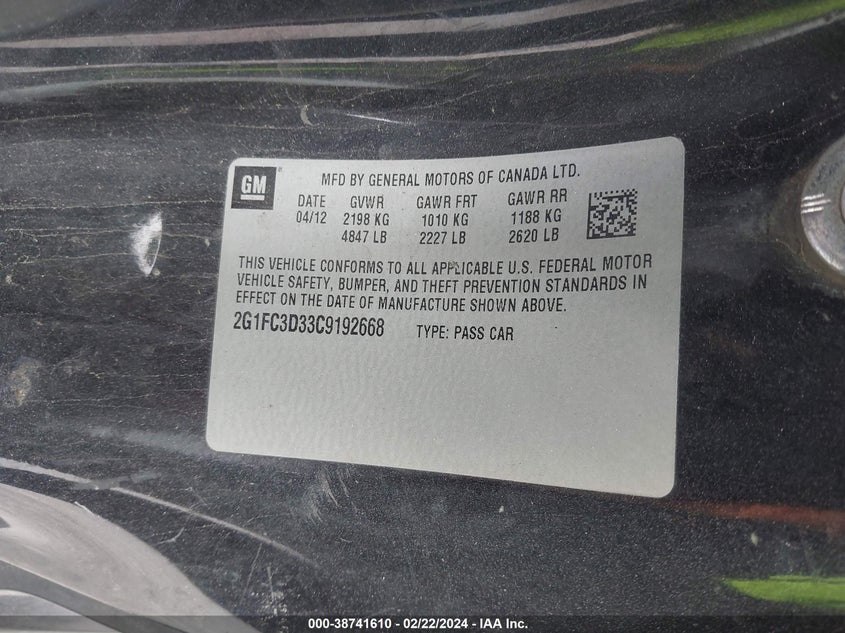 GM
MFD BY GENERAL MOTORS OF CANADA LTD.
DATE GVWR GAWR FRT GAWR RR
04/12 2198 KG 1010 KG 1188 KG
4847 LB 2227 LB 2620 LB
THIS VEHICLE CONFORMS TO ALL APPLICABLE U.S. FEDERAL MOTOR
VEHICLE SAFETY, BUMPER, AND THEFT PREVENTION STANDARDS IN
EFFECT ON THE DATE OF MANUFACTURE SHOWN ABOVE.
2G1FC3D33C9192668 TYPE: PASS CAR
000-38741610 - 02/22/2024 - IAA Inc.